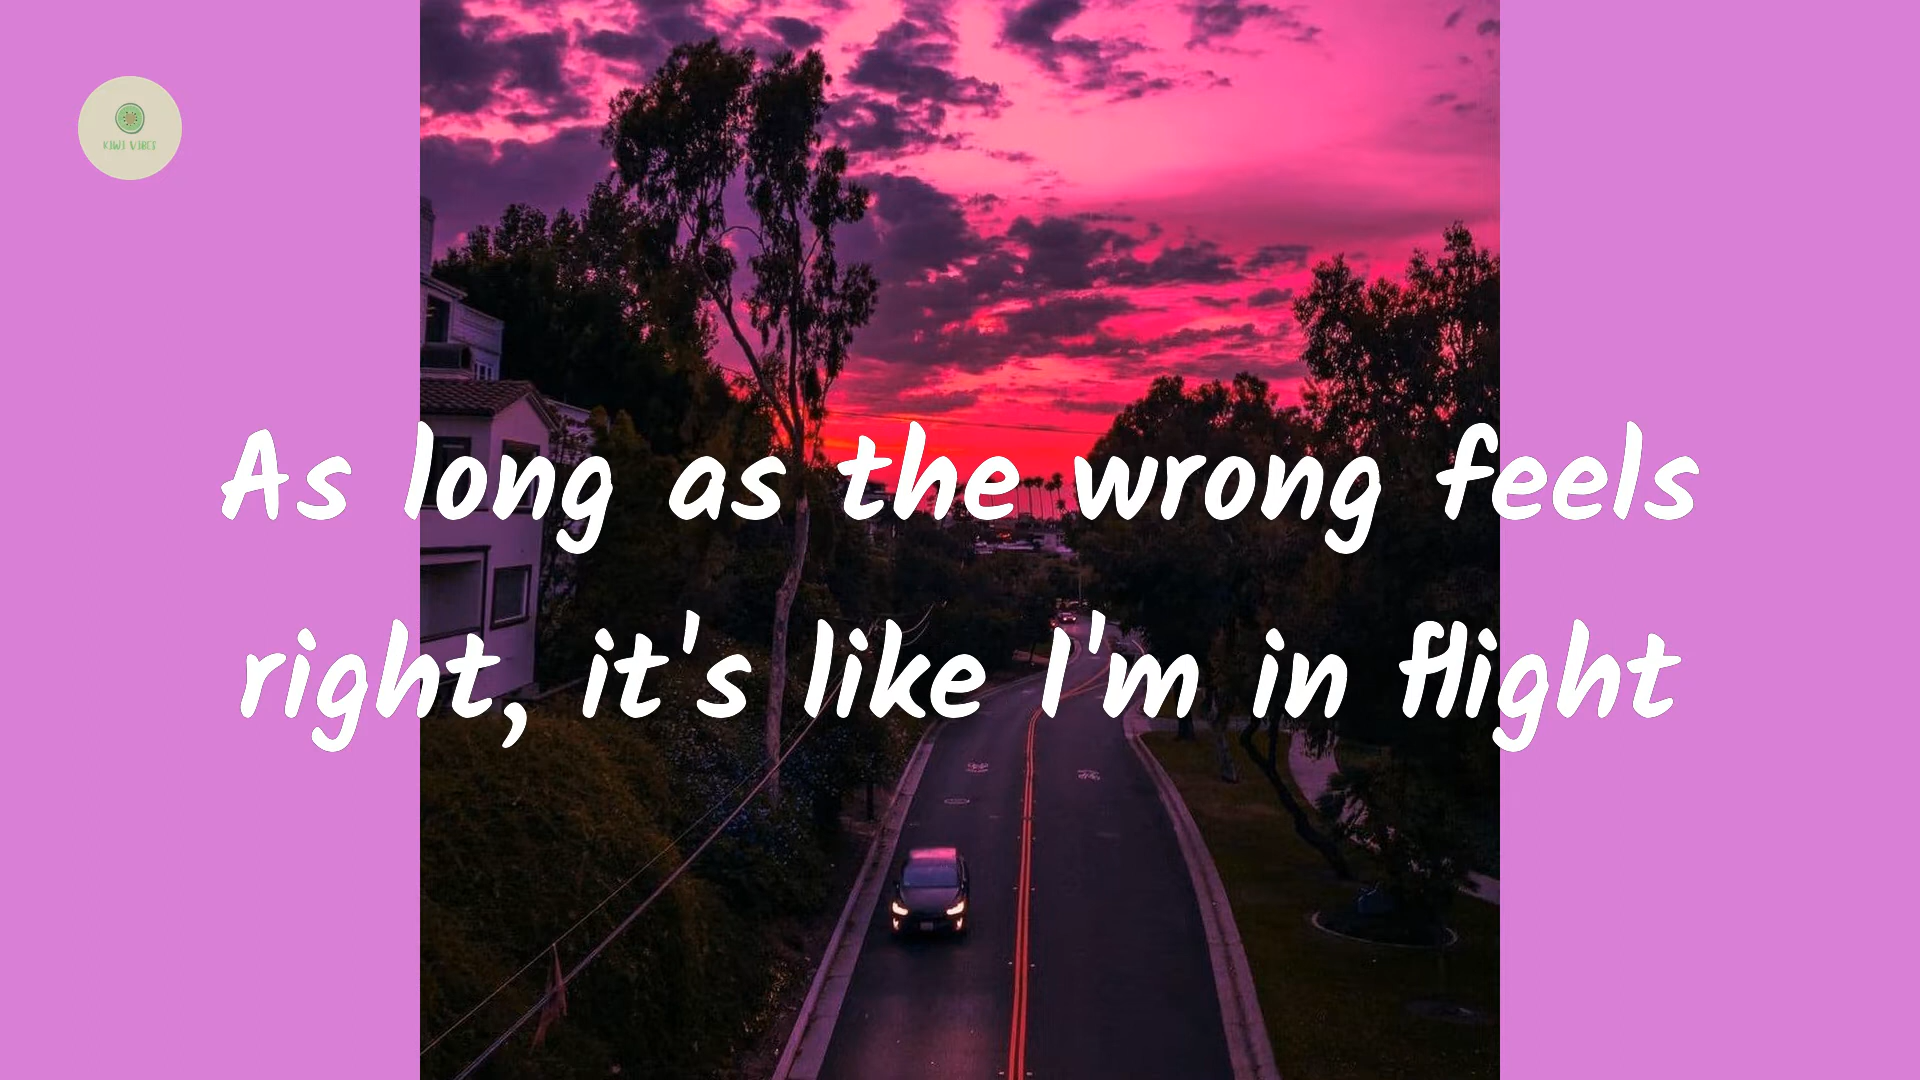 KIWI VIBES
As long as the wrong feels
right, it's like I'm in flight